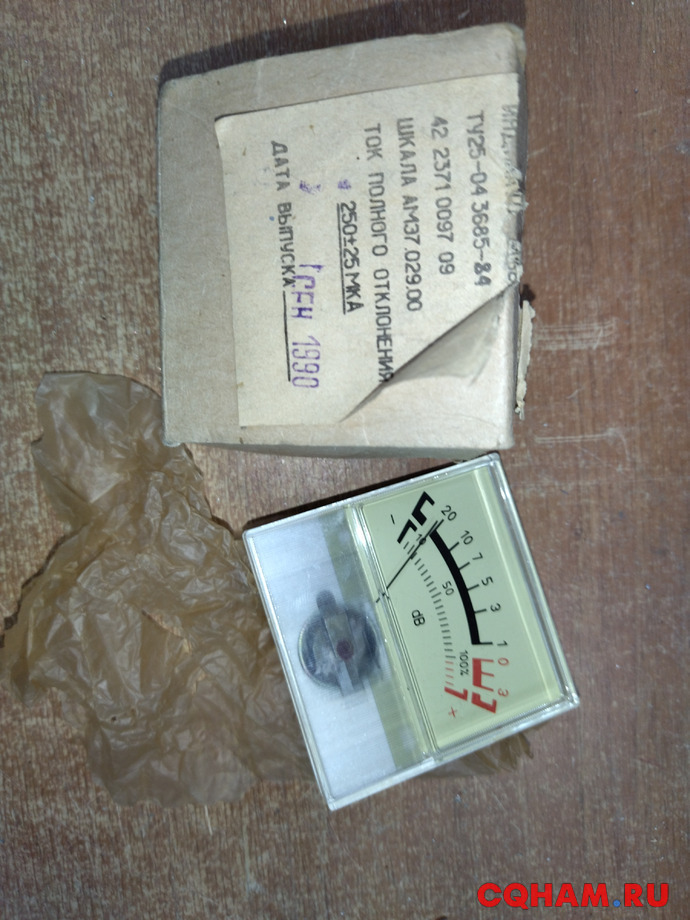 ТУ25-04 3685-84
42 2371 0097 09
ШКАЛА АМ37.029.00
ТОК ПОЛНОГО ОТКЛОНЕНИЯ
250±25 МКА
ДАТА ВЫПУСКА
СЕН 1990
- 20 10 7 5 3 1 0 3 +
50 100%
dB
CQHAM.RU